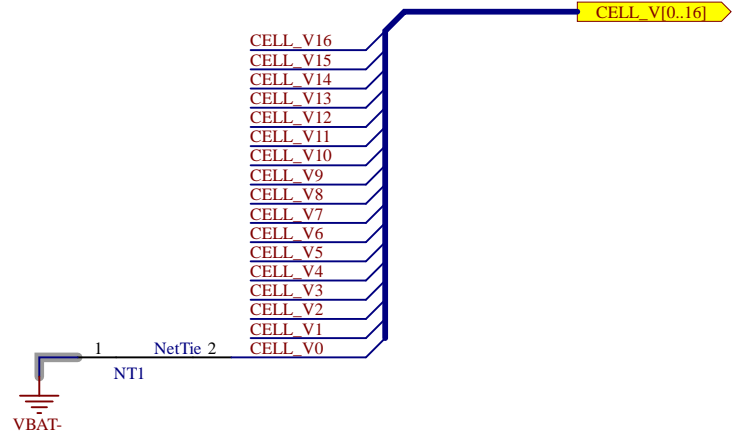 CELL_V[0..16]
CELL_V16
CELL_V15
CELL_V14
CELL_V13
CELL_V12
CELL_V11
CELL_V10
CELL_V9
CELL_V8
CELL_V7
CELL_V6
CELL_V5
CELL_V4
CELL_V3
CELL_V2
CELL_V1
1 NetTie 2 CELL_V0
NT1
VBAT-